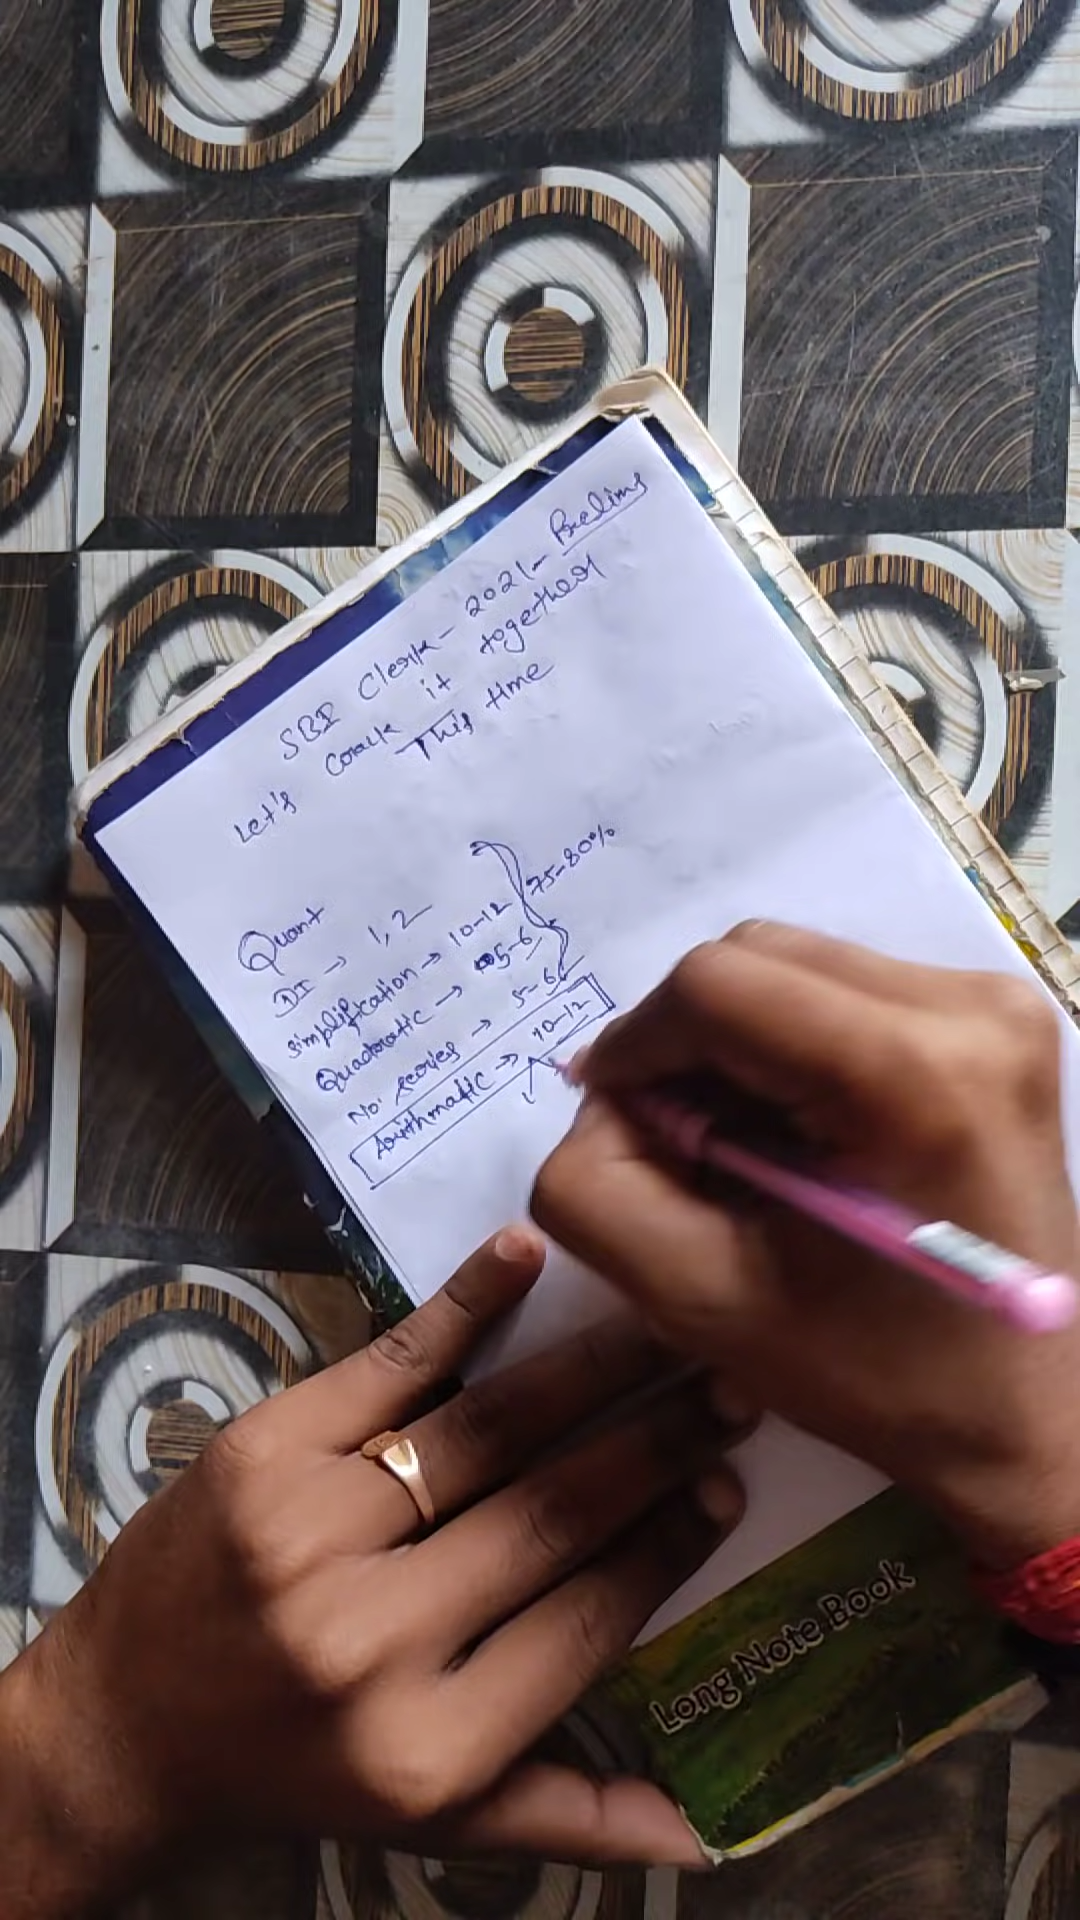 SBI Clerk - 2021 - Prelims
Let's Crack it together
This time
Quant
DI → 1, 2
Simplification → 10-12
Quadratic → 5-6
No. series → 5-6
75-80%
Arithmatic → 10-12
Long Note Book